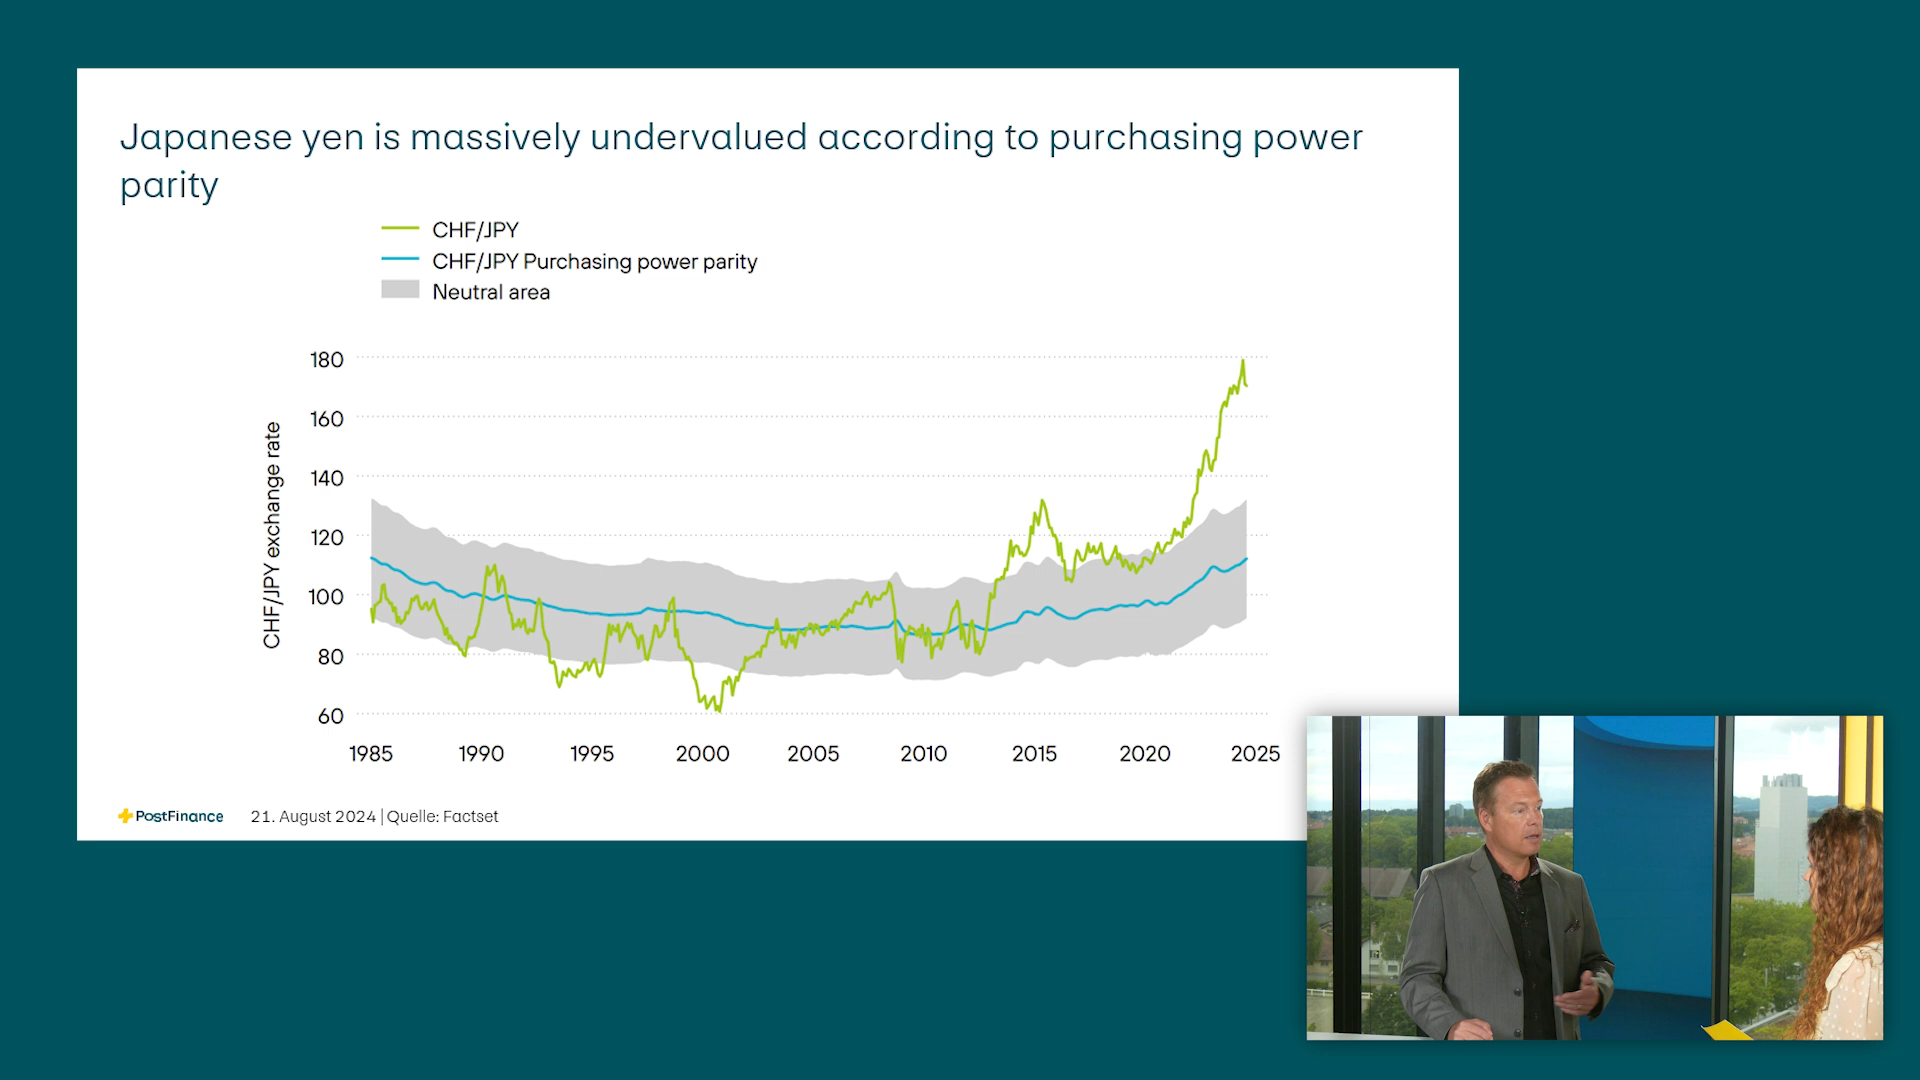 Japanese yen is massively undervalued according to purchasing power
parity
CHF/JPY
CHF/JPY Purchasing power parity
Neutral area
CHF/JPY exchange rate
180
160
140
120
100
80
60
1985 1990 1995 2000 2005 2010 2015 2020 2025
PostFinance 21. August 2024 | Quelle: Factset